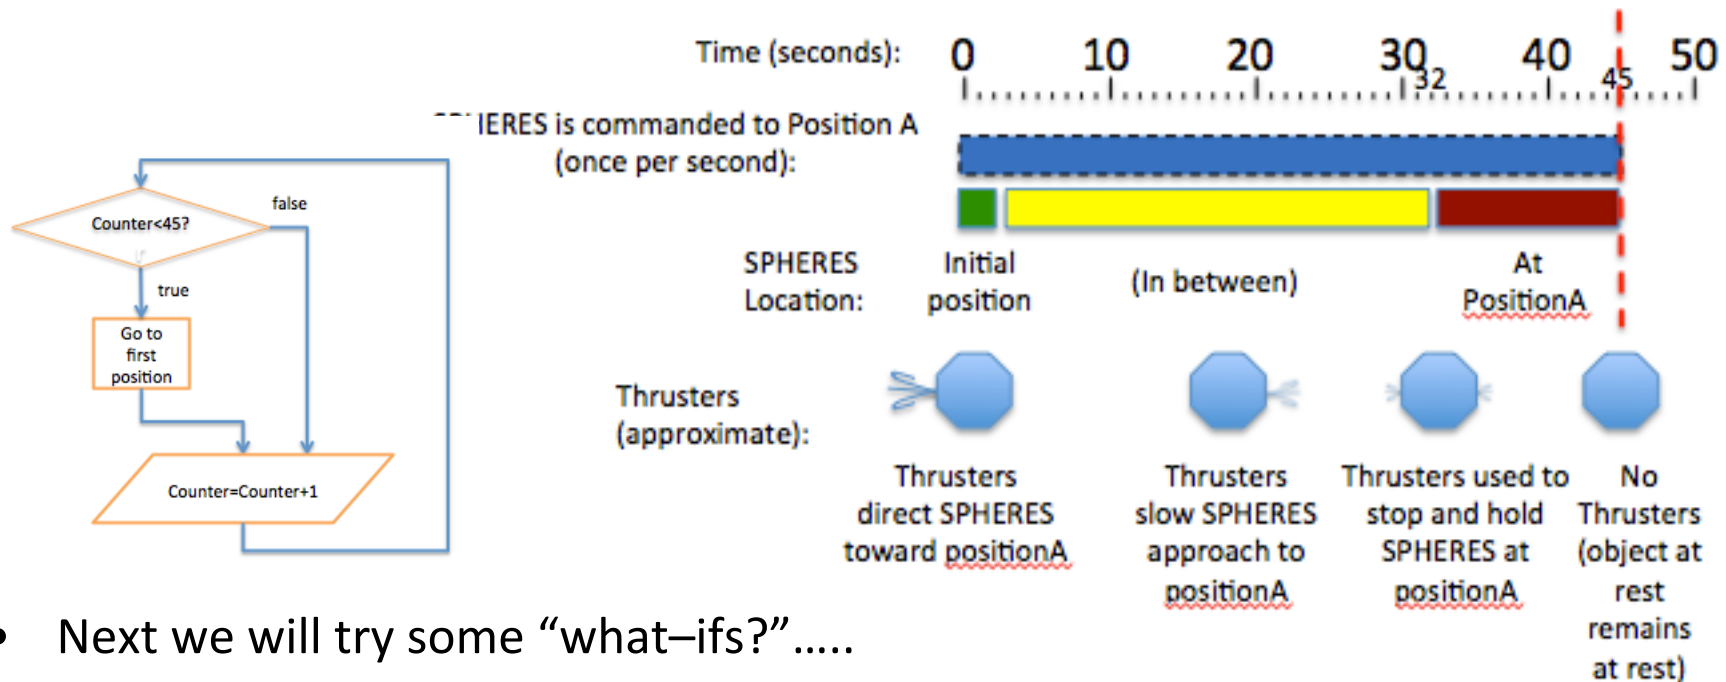 Time (seconds):
0 10 20 30 32 40 45 50
IERES is commanded to Position A
(once per second):
Counter<45?
false
true
Go to
first
position
Counter=Counter+1
SPHERES
Location:
Initial
position
(In between)
At
PositionA
Thrusters
(approximate):
Thrusters
direct SPHERES
toward positionA
Thrusters
slow SPHERES
approach to
positionA
Thrusters used to
stop and hold
SPHERES at
positionA
No
Thrusters
(object at
rest
remains
at rest)
• Next we will try some “what–ifs?”…..